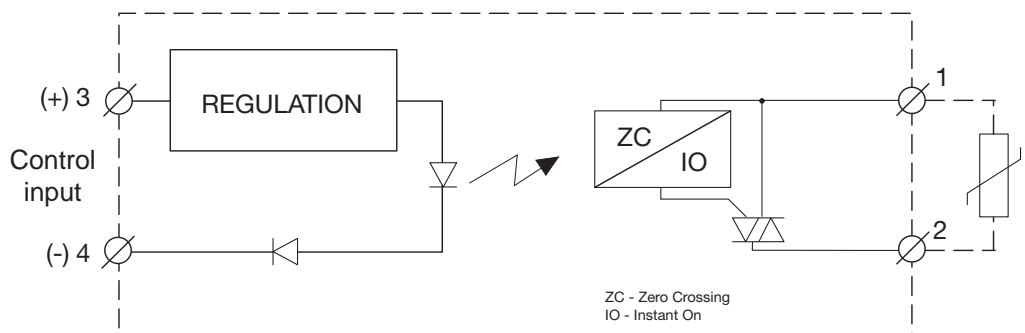 (+) 3
REGULATION
Control
input
(-) 4
ZC
IO
1
2
ZC - Zero Crossing
IO - Instant On